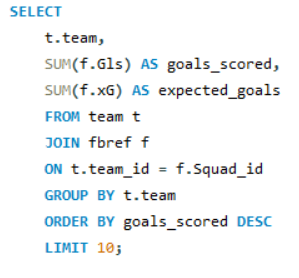 SELECT
t.team,
SUM(f.Gls) AS goals_scored,
SUM(f.xG) AS expected_goals
FROM team t
JOIN fbref f
ON t.team_id = f.Squad_id
GROUP BY t.team
ORDER BY goals_scored DESC
LIMIT 10;